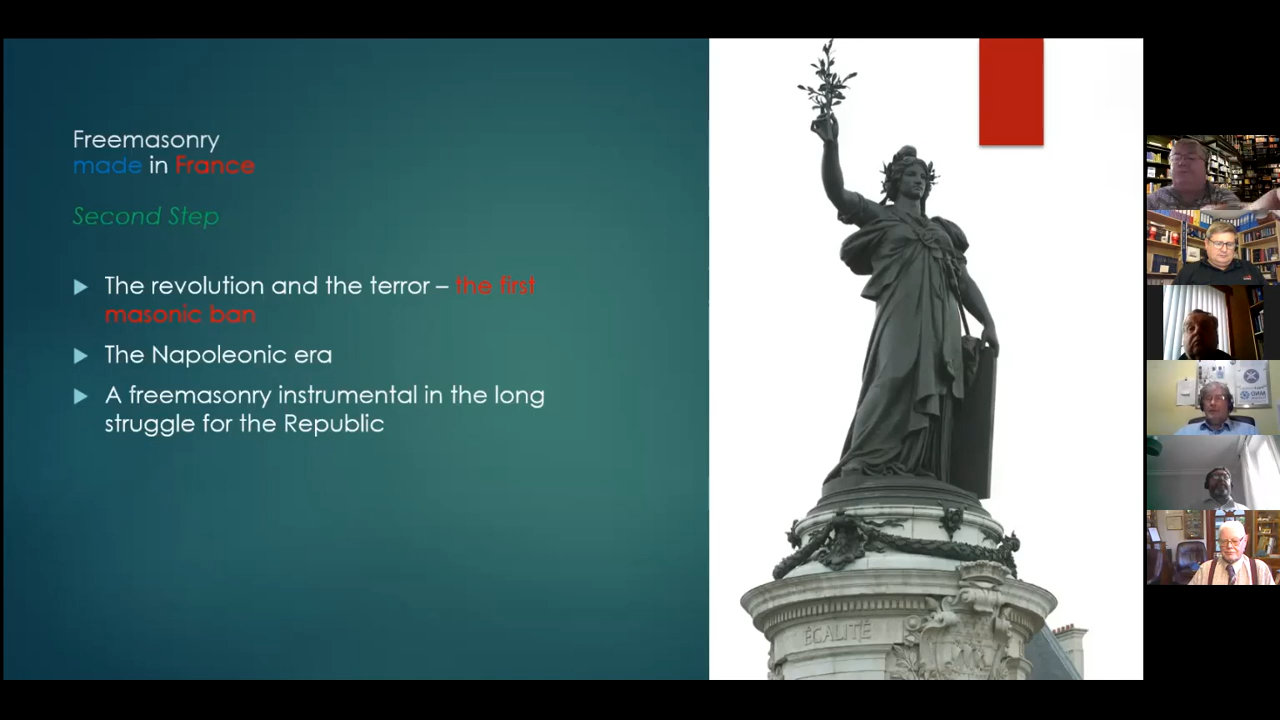 Freemasonry
made in France
Second Step
The revolution and the terror – the first
masonic ban
The Napoleonic era
A freemasonry instrumental in the long
struggle for the Republic
ÉGALITÉ